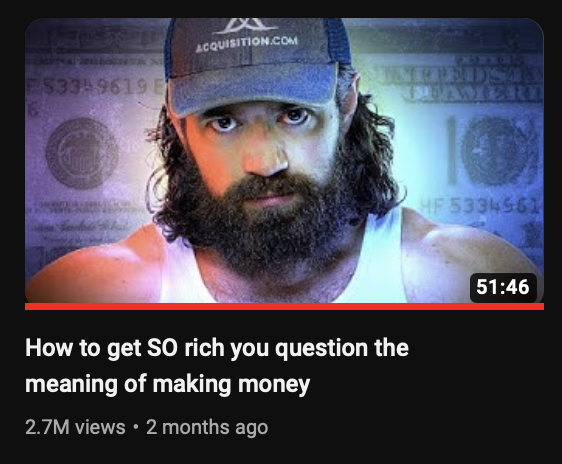 ACQUISITION.COM
51:46
How to get SO rich you question the
meaning of making money
2.7M views • 2 months ago